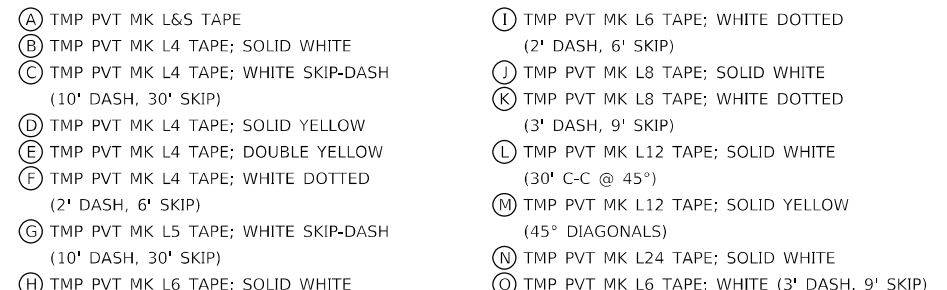 A TMP PVT MK L&S TAPE
B TMP PVT MK L4 TAPE; SOLID WHITE
C TMP PVT MK L4 TAPE; WHITE SKIP-DASH
(10' DASH, 30' SKIP)
D TMP PVT MK L4 TAPE; SOLID YELLOW
E TMP PVT MK L4 TAPE; DOUBLE YELLOW
F TMP PVT MK L4 TAPE; WHITE DOTTED
(2' DASH, 6' SKIP)
G TMP PVT MK L5 TAPE; WHITE SKIP-DASH
(10' DASH, 30' SKIP)
H TMP PVT MK L6 TAPE; SOLID WHITE
I TMP PVT MK L6 TAPE; WHITE DOTTED
(2' DASH, 6' SKIP)
J TMP PVT MK L8 TAPE; SOLID WHITE
K TMP PVT MK L8 TAPE; WHITE DOTTED
(3' DASH, 9' SKIP)
L TMP PVT MK L12 TAPE; SOLID WHITE
(30' C-C @ 45°)
M TMP PVT MK L12 TAPE; SOLID YELLOW
(45° DIAGONALS)
N TMP PVT MK L24 TAPE; SOLID WHITE
O TMP PVT MK L6 TAPE; WHITE (3' DASH, 9' SKIP)